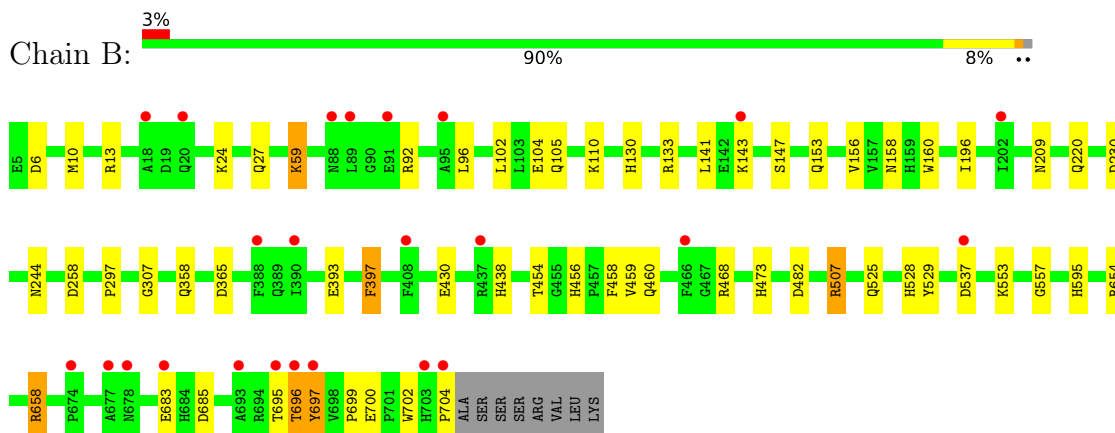 3%
Chain B:
90% 8% ••
E5 D6 M10 R13 A18 D19 Q20 K24 Q27 K59 N88 L89 G90 E91 R92 A95 L96 L102 L103 E104 Q105 K110 H130 R133 L141 E142 K143 S147 Q153 V156 V157 N158 H159 W160 I196 I202 N209 Q220
N244 D258 P297 G307 Q358 D365 F388 Q389 I390 E393 F397 F408 E430 R437 H438 T454 G455 H456 P457 F458 V459 Q460 F466 G467 R468 H473 D482 R507 Q525 H528 Y529 D537 K553 G557 H595
R658 P674 A677 N678 E683 H684 D685 A693 R694 T695 T696 Y697 V698 P699 E700 P701 W702 H703 P704 ALA SER SER SER ARG VAL LEU LYS